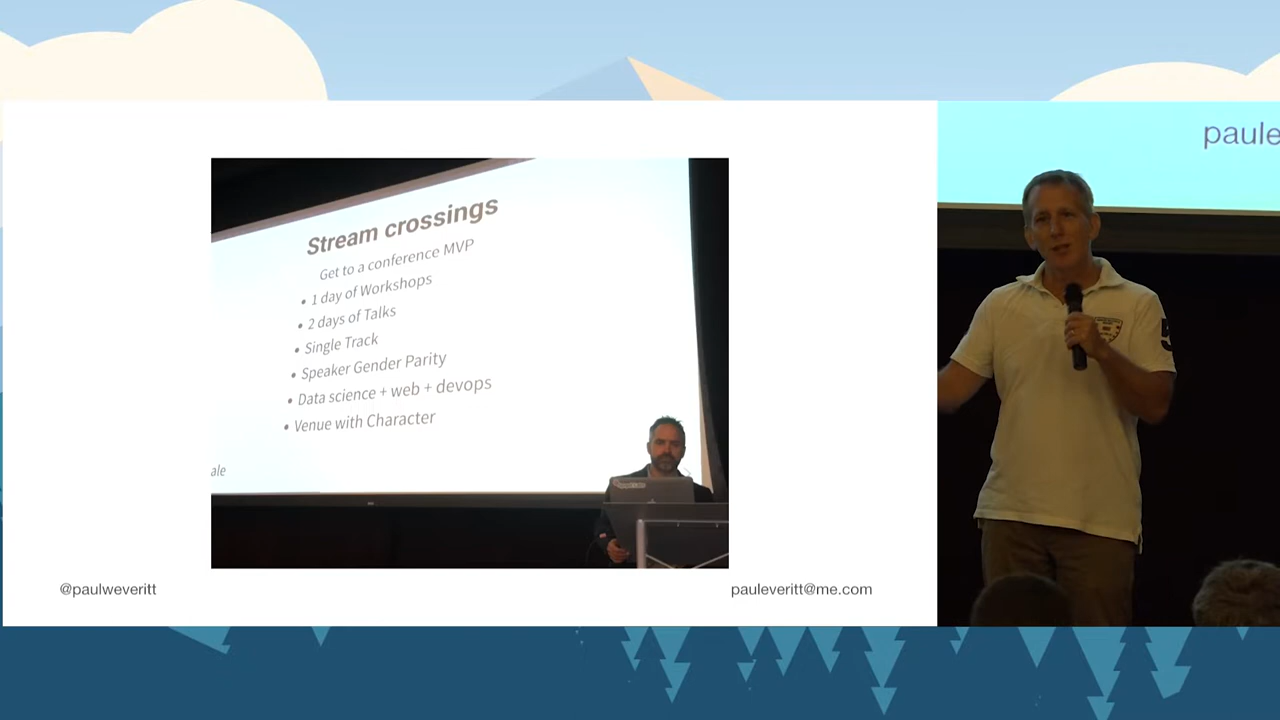 Stream crossings
Get to a conference MVP
• 1 day of Workshops
• 2 days of Talks
• Single Track
• Speaker Gender Parity
• Data science + web + devops
• Venue with Character
ale
@paulweveritt
pauleveritt@me.com
paule
5